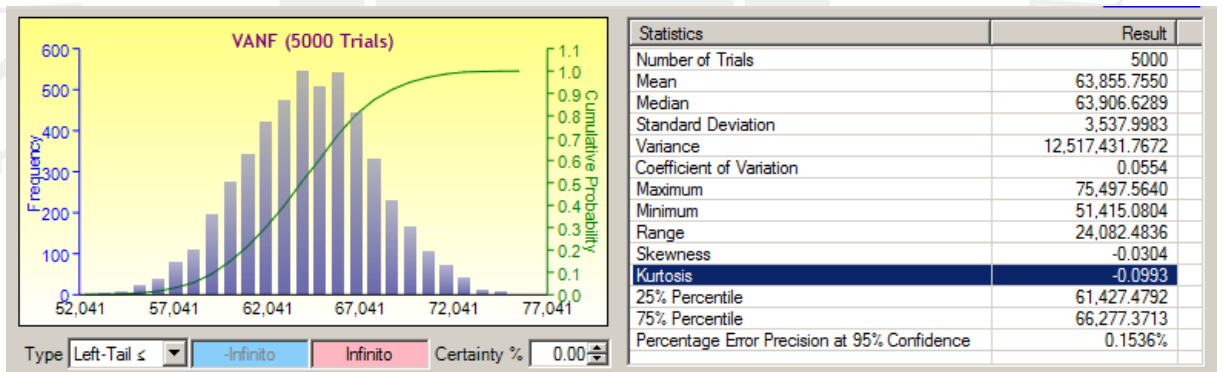 VANF (5000 Trials)
600
500
400
300
200
100
0
Frequency
1.1
1.0
0.9
0.8
0.7
0.6
0.5
0.4
0.3
0.2
0.1
0.0
Cumulative Probability
52,041 57,041 62,041 67,041 72,041 77,041
Type Left-Tail ≤ -Infinito Infinito Certainty % 0.00
Statistics Result
Number of Trials 5000
Mean 63,855.7550
Median 63,906.6289
Standard Deviation 3,537.9983
Variance 12,517,431.7672
Coefficient of Variation 0.0554
Maximum 75,497.5640
Minimum 51,415.0804
Range 24,082.4836
Skewness -0.0304
Kurtosis -0.0993
25% Percentile 61,427.4792
75% Percentile 66,277.3713
Percentage Error Precision at 95% Confidence 0.1536%